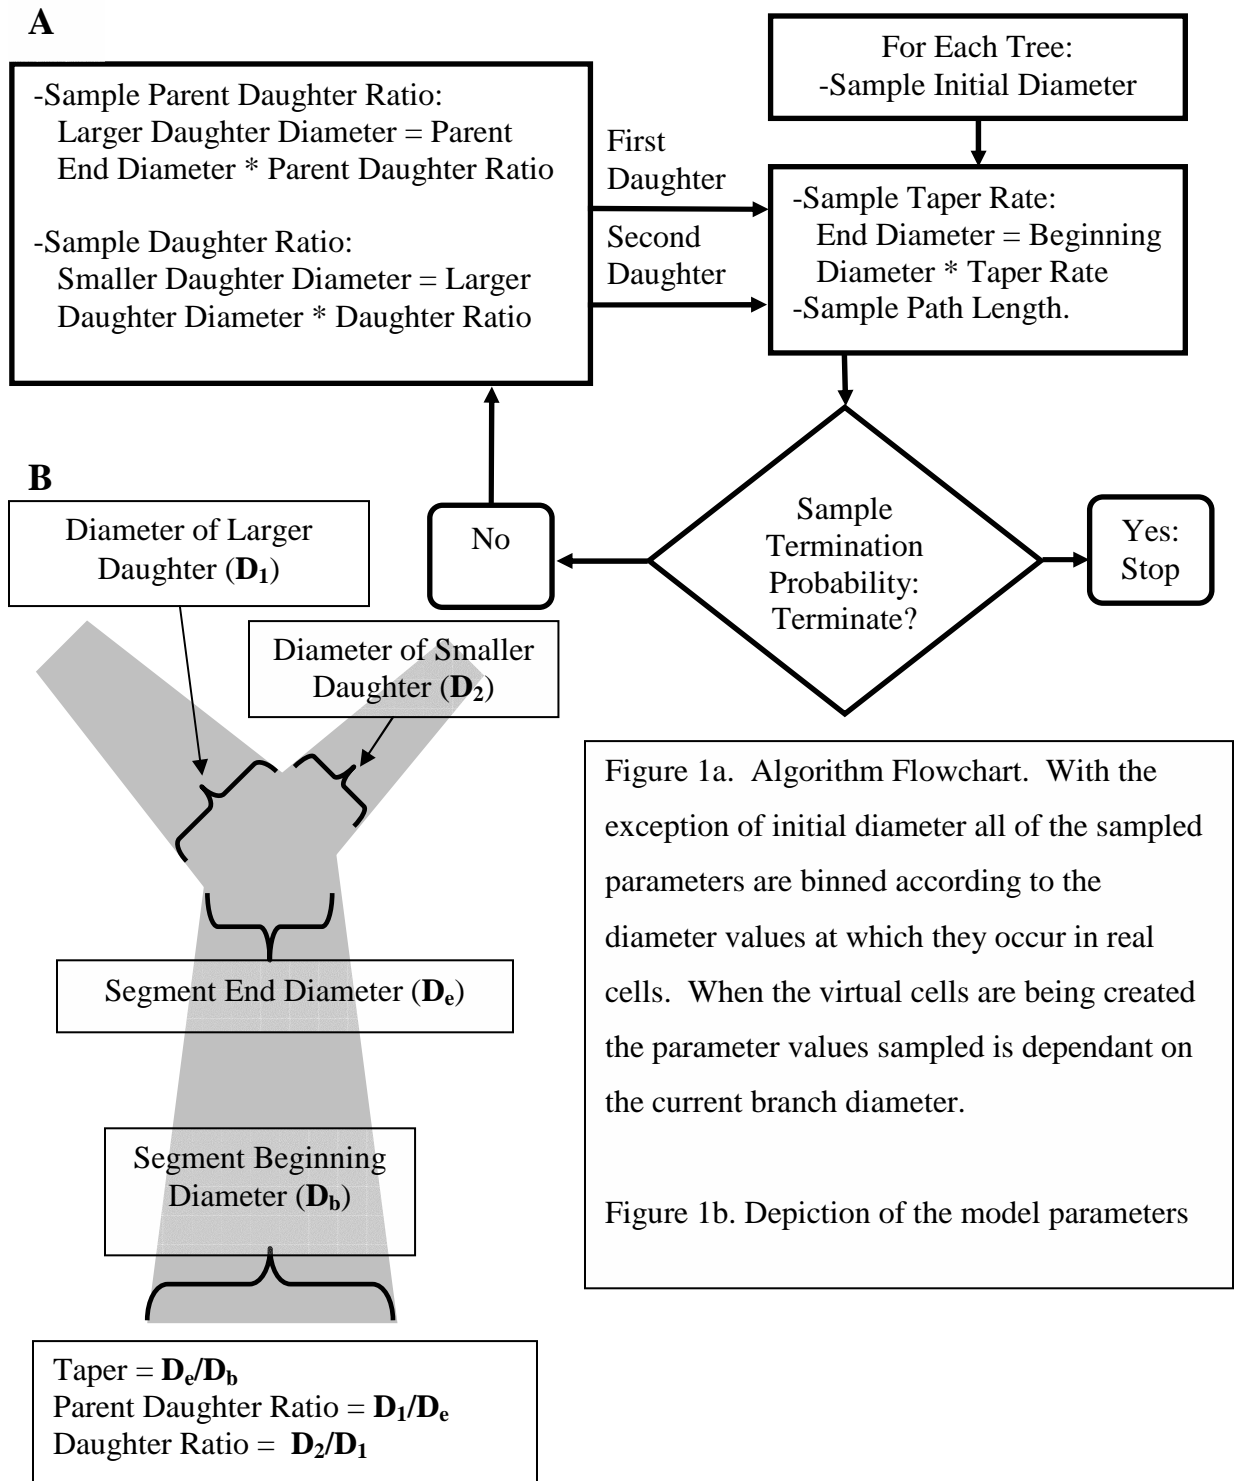 A
For Each Tree:
-Sample Initial Diameter
-Sample Parent Daughter Ratio:
Larger Daughter Diameter = Parent
End Diameter * Parent Daughter Ratio
-Sample Daughter Ratio:
Smaller Daughter Diameter = Larger
Daughter Diameter * Daughter Ratio
First
Daughter
Second
Daughter
-Sample Taper Rate:
End Diameter = Beginning
Diameter * Taper Rate
-Sample Path Length.
Sample
Termination
Probability:
Terminate?
No
Yes:
Stop
B
Diameter of Larger
Daughter (D1)
Diameter of Smaller
Daughter (D2)
Segment End Diameter (De)
Segment Beginning
Diameter (Db)
Taper = De/Db
Parent Daughter Ratio = D1/De
Daughter Ratio = D2/D1
Figure 1a. Algorithm Flowchart. With the
exception of initial diameter all of the sampled
parameters are binned according to the
diameter values at which they occur in real
cells. When the virtual cells are being created
the parameter values sampled is dependant on
the current branch diameter.
Figure 1b. Depiction of the model parameters